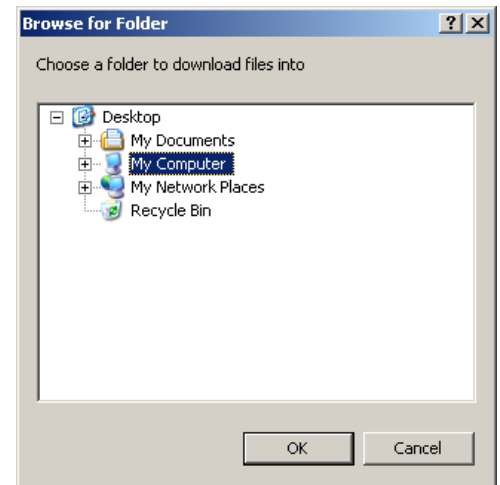 Browse for Folder
Choose a folder to download files into
Desktop
My Documents
My Computer
My Network Places
Recycle Bin
OK Cancel